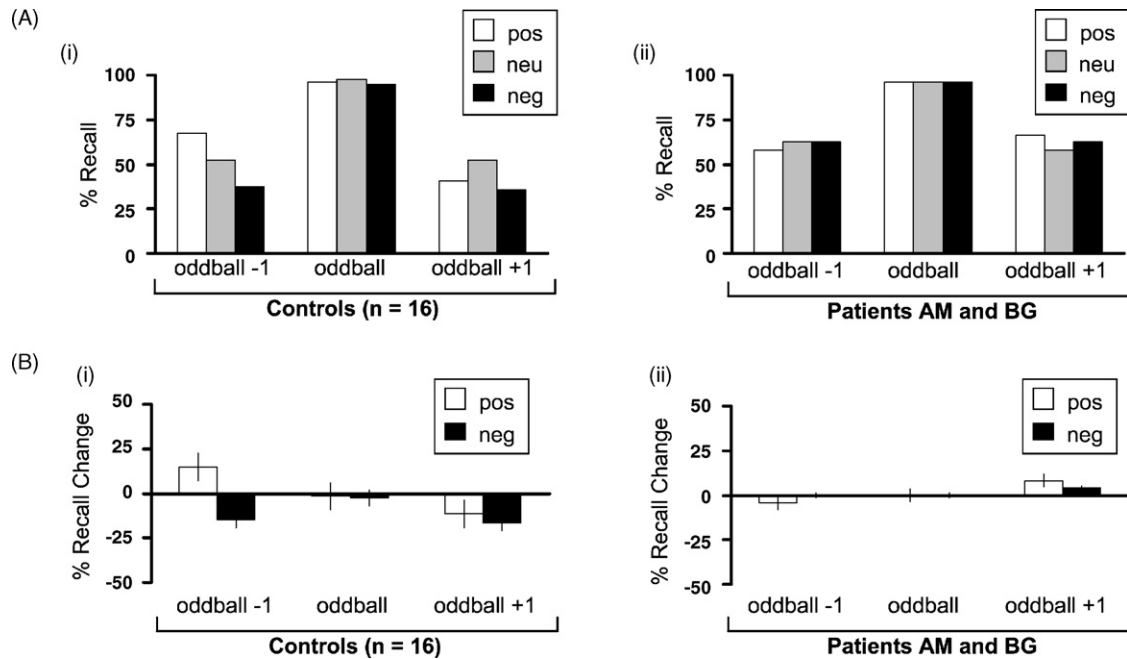 (A)
(i)
pos
neu
neg
% Recall
100
75
50
25
0
oddball -1 oddball oddball +1
Controls (n = 16)
(ii)
pos
neu
neg
% Recall
100
75
50
25
0
oddball -1 oddball oddball +1
Patients AM and BG
(B)
(i)
pos
neg
% Recall Change
50
25
0
-25
-50
oddball -1 oddball oddball +1
Controls (n = 16)
(ii)
pos
neg
% Recall Change
50
25
0
-25
-50
oddball -1 oddball oddball +1
Patients AM and BG